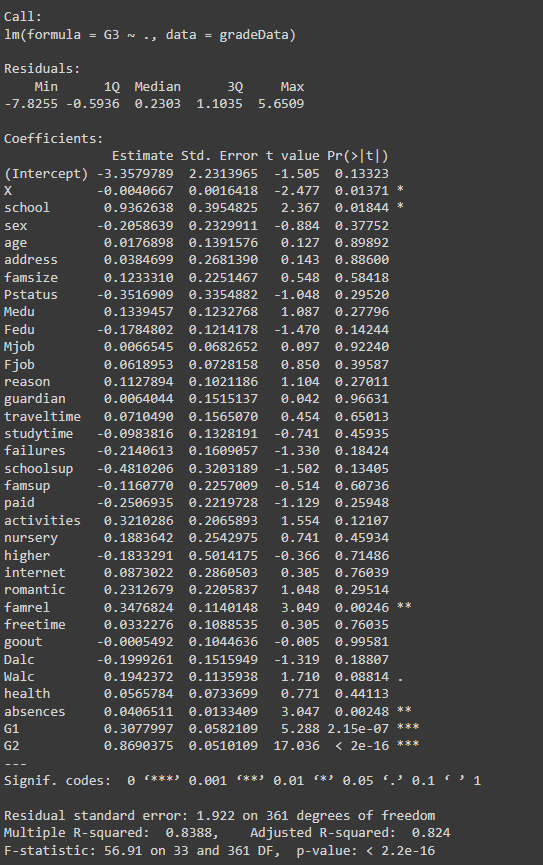 Call:
lm(formula = G3 ~ ., data = gradeData)
Residuals:
    Min      1Q  Median      3Q     Max
-7.8255 -0.5936  0.2303  1.1035  5.6509
Coefficients:
              Estimate Std. Error t value Pr(>|t|)
(Intercept) -3.3579789  2.2313965  -1.505  0.13323
X           -0.0040667  0.0016418  -2.477  0.01371 *
school       0.9362638  0.3954825   2.367  0.01844 *
sex         -0.2058639  0.2329911  -0.884  0.37752
age          0.0176898  0.1391576   0.127  0.89892
address      0.0384699  0.2681390   0.143  0.88600
famsize      0.1233310  0.2251467   0.548  0.58418
Pstatus     -0.3516909  0.3354882  -1.048  0.29520
Medu         0.1339457  0.1232768   1.087  0.27796
Fedu        -0.1784802  0.1214178  -1.470  0.14244
Mjob         0.0066545  0.0682652   0.097  0.92240
Fjob         0.0618953  0.0728158   0.850  0.39587
reason       0.1127894  0.1021186   1.104  0.27011
guardian     0.0064044  0.1515137   0.042  0.96631
traveltime   0.0710490  0.1565070   0.454  0.65013
studytime   -0.0983816  0.1328191  -0.741  0.45935
failures    -0.2140613  0.1609057  -1.330  0.18424
schoolsup   -0.4810206  0.3203189  -1.502  0.13405
famsup      -0.1160770  0.2257009  -0.514  0.60736
paid        -0.2506935  0.2219728  -1.129  0.25948
activities   0.3210286  0.2065893   1.554  0.12107
nursery      0.1883642  0.2542975   0.741  0.45934
higher      -0.1833291  0.5014175  -0.366  0.71486
internet     0.0873022  0.2860503   0.305  0.76039
romantic     0.2312679  0.2205837   1.048  0.29514
famrel       0.3476824  0.1140148   3.049  0.00246 **
freetime     0.0332276  0.1088535   0.305  0.76035
goout       -0.0005492  0.1044636  -0.005  0.99581
Dalc        -0.1999261  0.1515949  -1.319  0.18807
Walc         0.1942372  0.1135938   1.710  0.08814 .
health       0.0565784  0.0733699   0.771  0.44113
absences     0.0406511  0.0133409   3.047  0.00248 **
G1           0.3077997  0.0582109   5.288 2.15e-07 ***
G2           0.8690375  0.0510109  17.036  < 2e-16 ***
---
Signif. codes:  0 ‘***’ 0.001 ‘**’ 0.01 ‘*’ 0.05 ‘.’ 0.1 ‘ ’ 1
Residual standard error: 1.922 on 361 degrees of freedom
Multiple R-squared:  0.8388,    Adjusted R-squared:  0.824
F-statistic: 56.91 on 33 and 361 DF,  p-value: < 2.2e-16